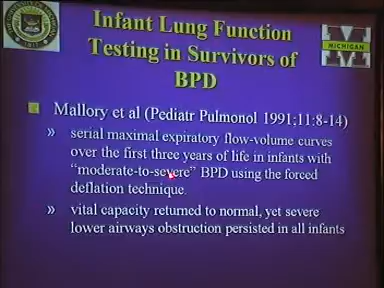 Infant Lung Function
Testing in Survivors of
BPD
MICHIGAN
Mallory et al (Pediatr Pulmonol 1991;11:8-14)
» serial maximal expiratory flow-volume curves
over the first three years of life in infants with
"moderate-to-severe" BPD using the forced
deflation technique.
» vital capacity returned to normal, yet severe
lower airways obstruction persisted in all infants